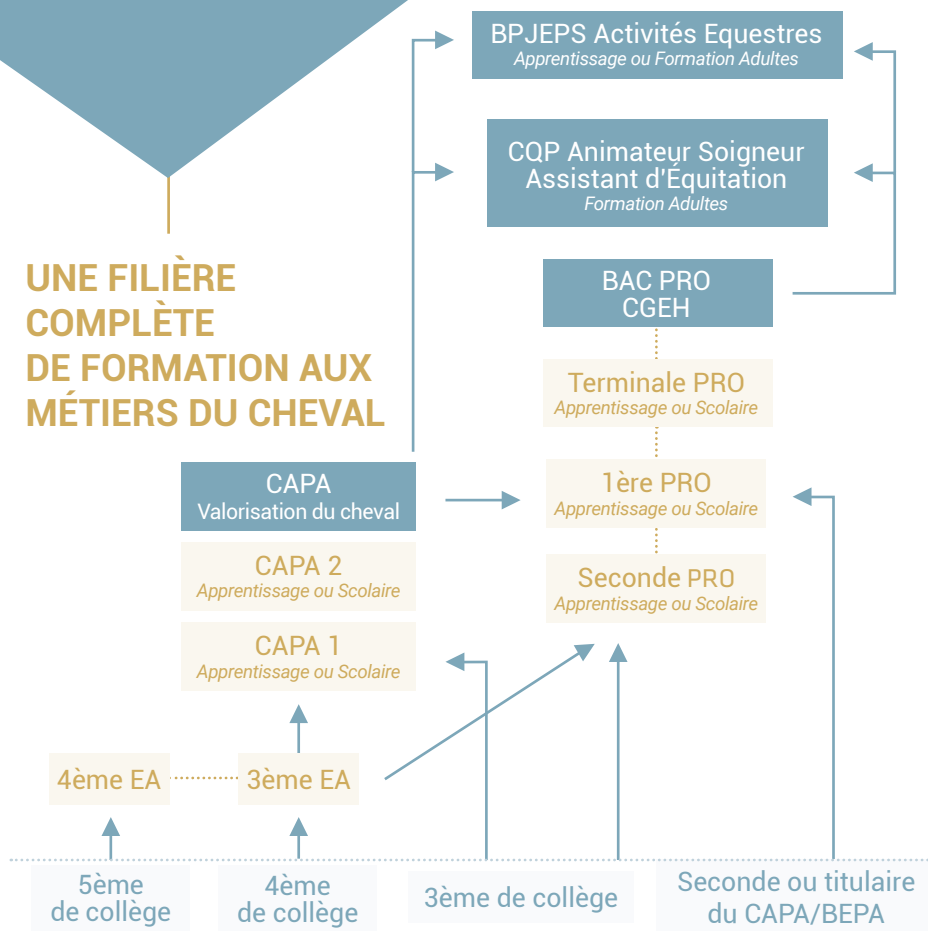 BPJEPS Activités Equestres
Apprentissage ou Formation Adultes
CQP Animateur Soigneur
Assistant d'Équitation
Formation Adultes
UNE FILIÈRE
COMPLÈTE
DE FORMATION AUX
MÉTIERS DU CHEVAL
BAC PRO
CGEH
Terminale PRO
Apprentissage ou Scolaire
CAPA
Valorisation du cheval
1ère PRO
Apprentissage ou Scolaire
CAPA 2
Apprentissage ou Scolaire
Seconde PRO
Apprentissage ou Scolaire
CAPA 1
Apprentissage ou Scolaire
4ème EA
3ème EA
5ème
de collège
4ème
de collège
3ème de collège
Seconde ou titulaire
du CAPA/BEPA